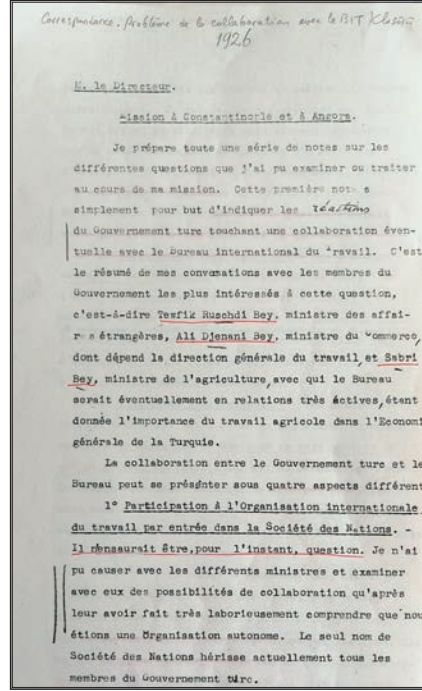 Correspondance. Problème de la collaboration avec le BIT
1926
M. le Directeur.
Mission à Constantinople et à Angora.
Je prépare toute une série de notes sur les
différentes questions que j'ai pu examiner ou traiter
au cours de ma mission. Cette première not a
simplement pour but d'indiquer les réactions
du Gouvernement turc touchant une collaboration éven-
tuelle avec le Bureau international du Travail. C'est
le résumé de mes conversations avec les membres du
Gouvernement les plus intéressés à cette question,
c'est-à-dire Tewfik Ruschdi Bey, ministre des affai-
r s étrangères, Ali Djenani Bey, ministre du Commerce,
dont dépend la direction générale du travail, et Sabri
Bey, ministre de l'agriculture, avec qui le Bureau
serait éventuellement en relations très actives, étant
donnée l'importance du travail agricole dans l'Economi
générale de la Turquie.
La collaboration entre le Gouvernement turc et le
Bureau peut se présenter sous quatre aspects différent
1° Participation à l'Organisation internationale
du travail par entrée dans la Société des Nations. -
Il n'en saurait être, pour l'instant, question. Je n'ai
pu causer avec les différents ministres et examiner
avec eux des possibilités de collaboration qu'après
leur avoir fait très laborieusement comprendre que nou
étions une Organisation autonome. Le seul nom de
Société des Nations hérisse actuellement tous les
membres du Gouvernement turc.